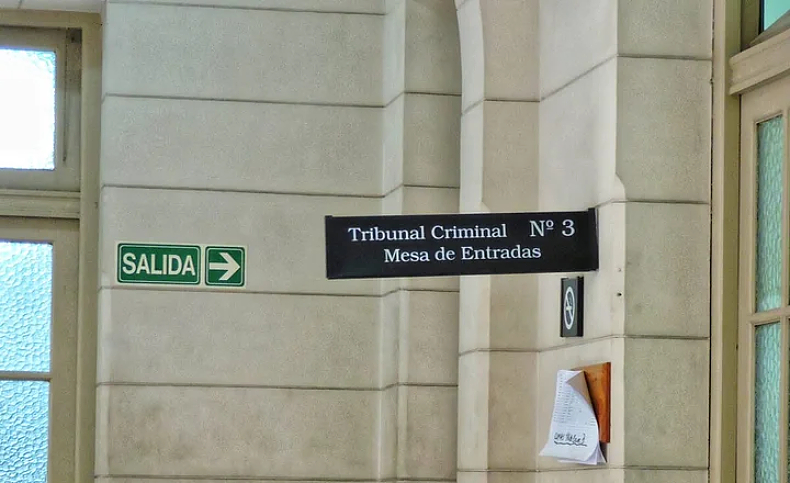 SALIDA
Tribunal Criminal Nº 3
Mesa de Entradas